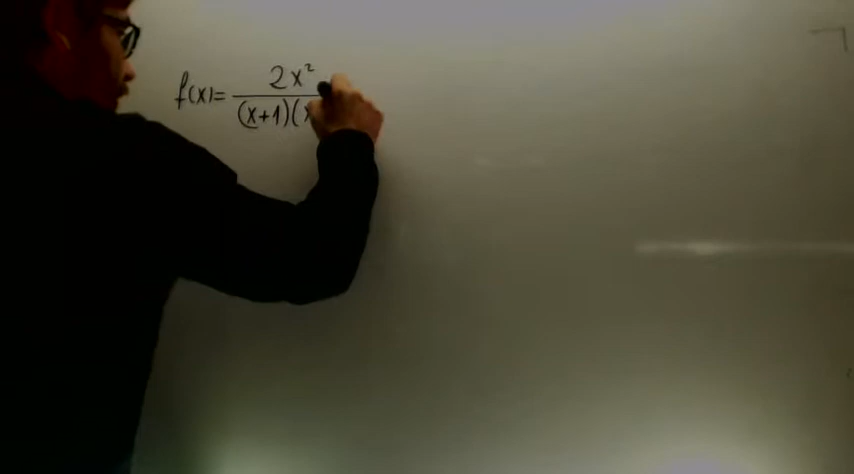 f(x)= 2x²
(x+1)(x